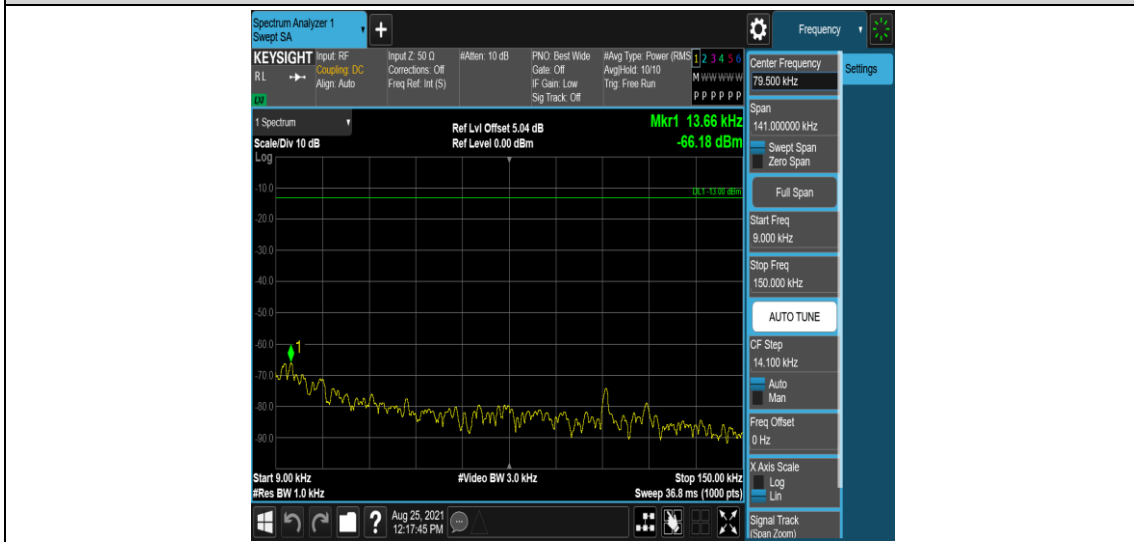 Spectrum Analyzer 1
Swept SA
+
Frequency
KEYSIGHT
RL
Input: RF
Coupling: DC
Align: Auto
Input Z: 50 Ω
Corrections: Off
Freq Ref: Int (S)
#Atten: 10 dB
PNO: Best Wide
Gate: Off
IF Gain: Low
Sig Track: Off
#Avg Type: Power (RMS
Avg|Hold: 10/10
Trig: Free Run
1 2 3 4 5 6
M W W W W W
P P P P P P
Center Frequency
79.500 kHz
Settings
Span
141.000000 kHz
Swept Span
Zero Span
Full Span
Start Freq
9.000 kHz
Stop Freq
150.000 kHz
AUTO TUNE
CF Step
14.100 kHz
Auto
Man
Freq Offset
0 Hz
X Axis Scale
Log
Lin
Signal Track
(Span Zoom)
1 Spectrum
Scale/Div 10 dB
Log
Ref Lvl Offset 5.04 dB
Ref Level 0.00 dBm
Mkr1 13.66 kHz
-66.18 dBm
DL1 -13.00 dBm
-10.0
-20.0
-30.0
-40.0
-50.0
-60.0
1
-70.0
-80.0
-90.0
Start 9.00 kHz
#Res BW 1.0 kHz
#Video BW 3.0 kHz
Stop 150.00 kHz
Sweep 36.8 ms (1000 pts)
?
Aug 25, 2021
12:17:45 PM